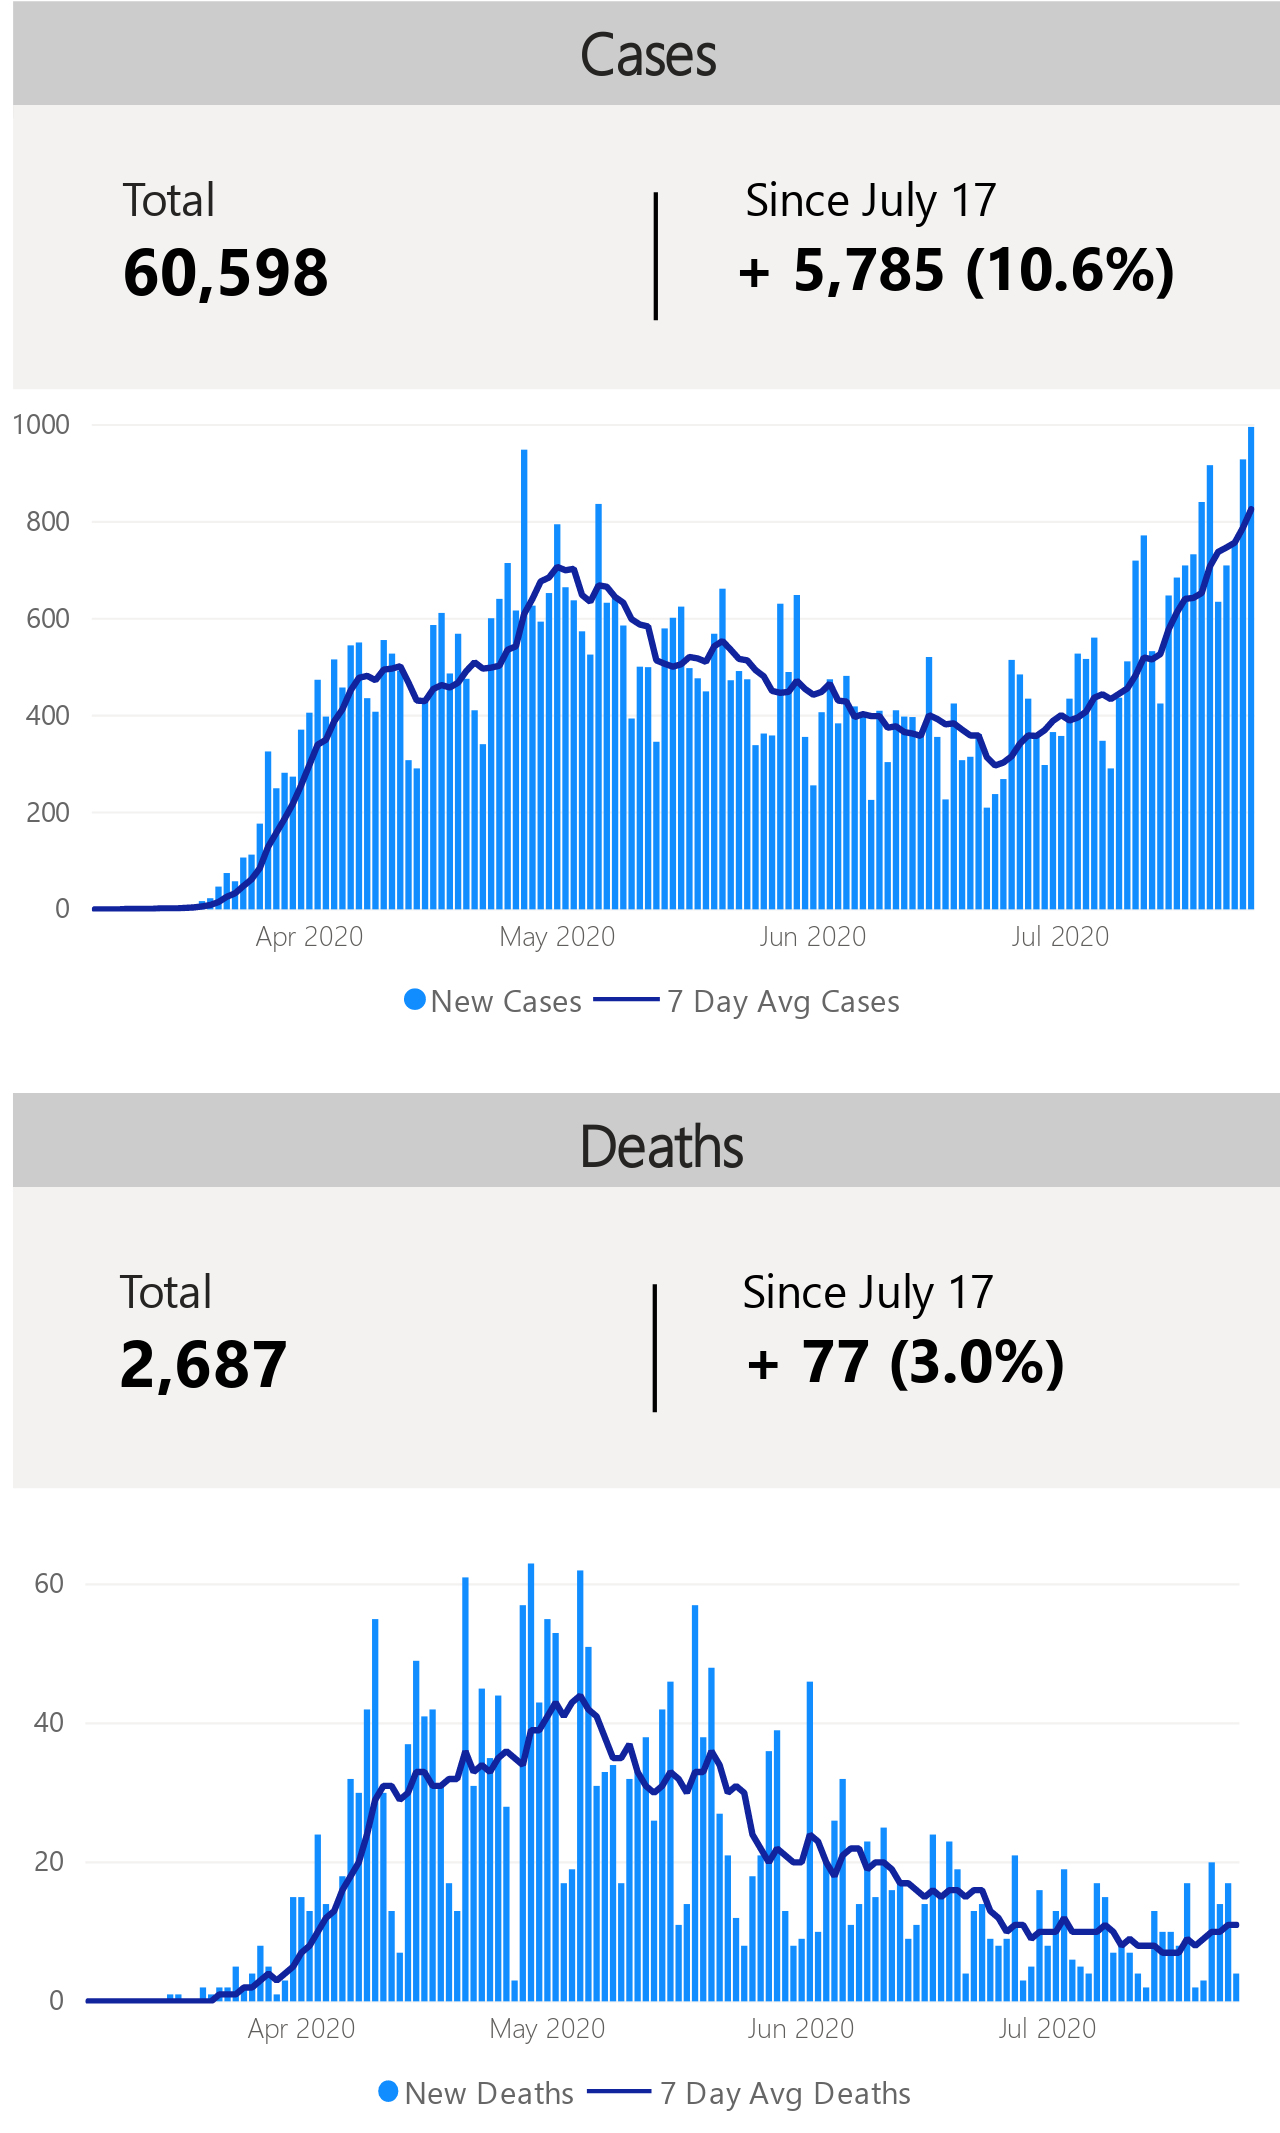 Cases
Total
Since July 17
60,598
+ 5,785 (10.6%)
1000
800
600
400
200
0
Apr 2020
May 2020
Jun 2020
Jul 2020
New Cases
7 Day Avg Cases
Deaths
Total
Since July 17
2,687
+ 77 (3.0%)
60
40
20
0
Apr 2020
May 2020
Jun 2020
Jul 2020
New Deaths
7 Day Avg Deaths